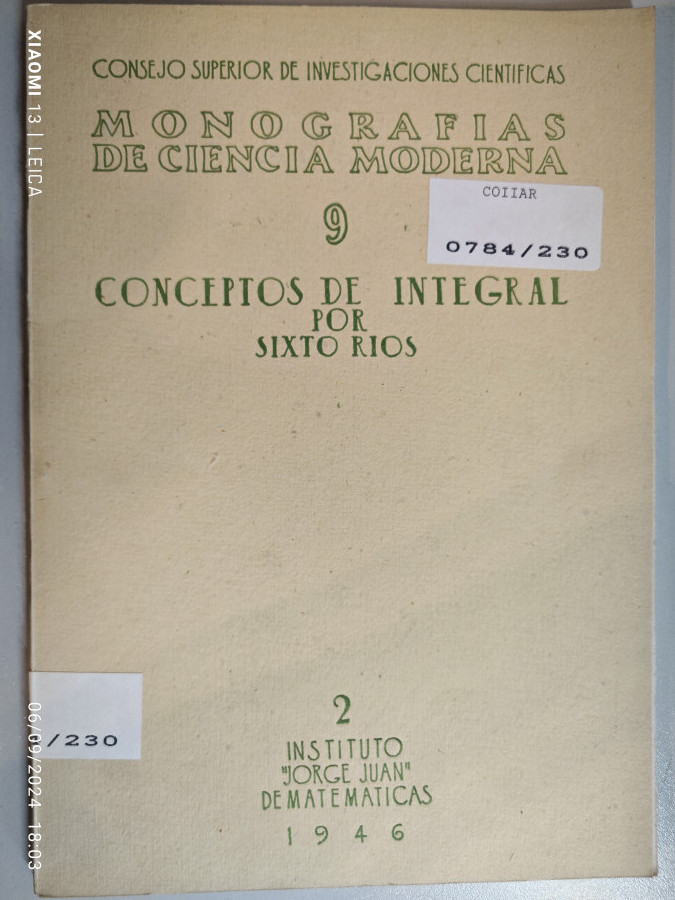 CONSEJO SUPERIOR DE INVESTIGACIONES CIENTIFICAS
MONOGRAFIAS
DE CIENCIA MODERNA
COIIAR
0784/230
9
CONCEPTOS DE INTEGRAL
POR
SIXTO RIOS
2
INSTITUTO
"JORGE JUAN"
DE MATEMATICAS
1946
/230
XIAOMI 13 | LEICA
06/09/2024 18:03